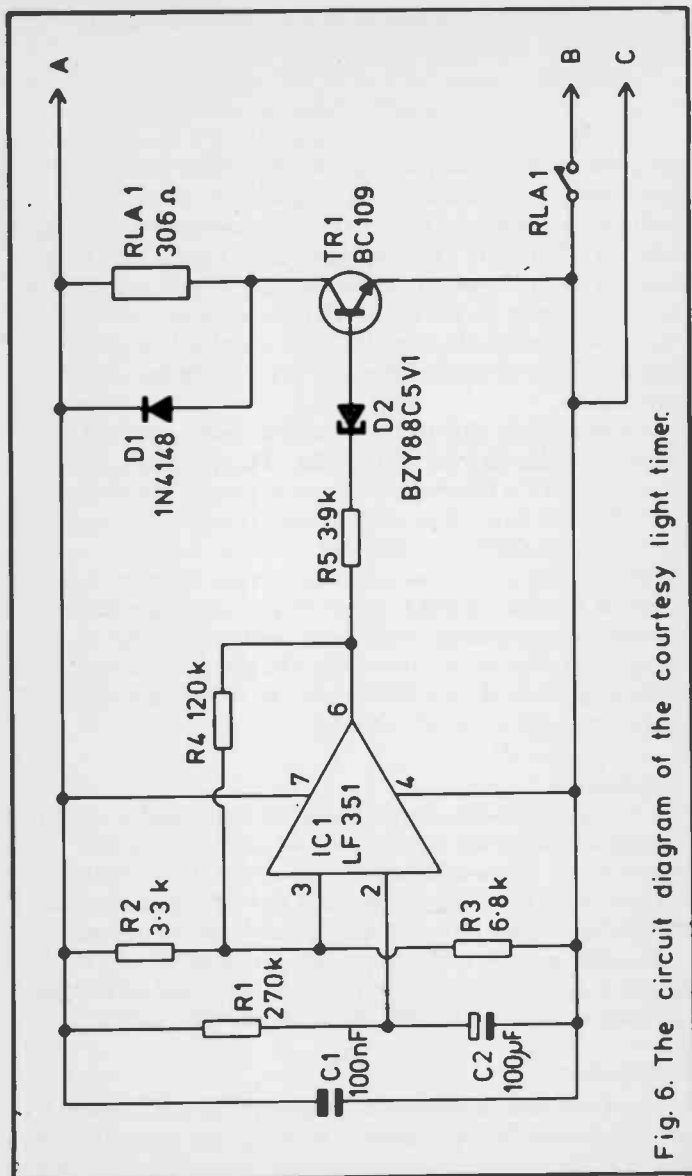 A
RLA 1
306Ω
D1
1N4148
TR1
BC109
RLA1
B
C
D2
BZY88C5V1
R5 3·9k
R4 120k
6
7
4
IC1
LF 351
3
2
R2
3·3k
R3
6·8k
R1
270k
C1
100nF
C2
100µF
Fig. 6. The circuit diagram of the courtesy light timer.